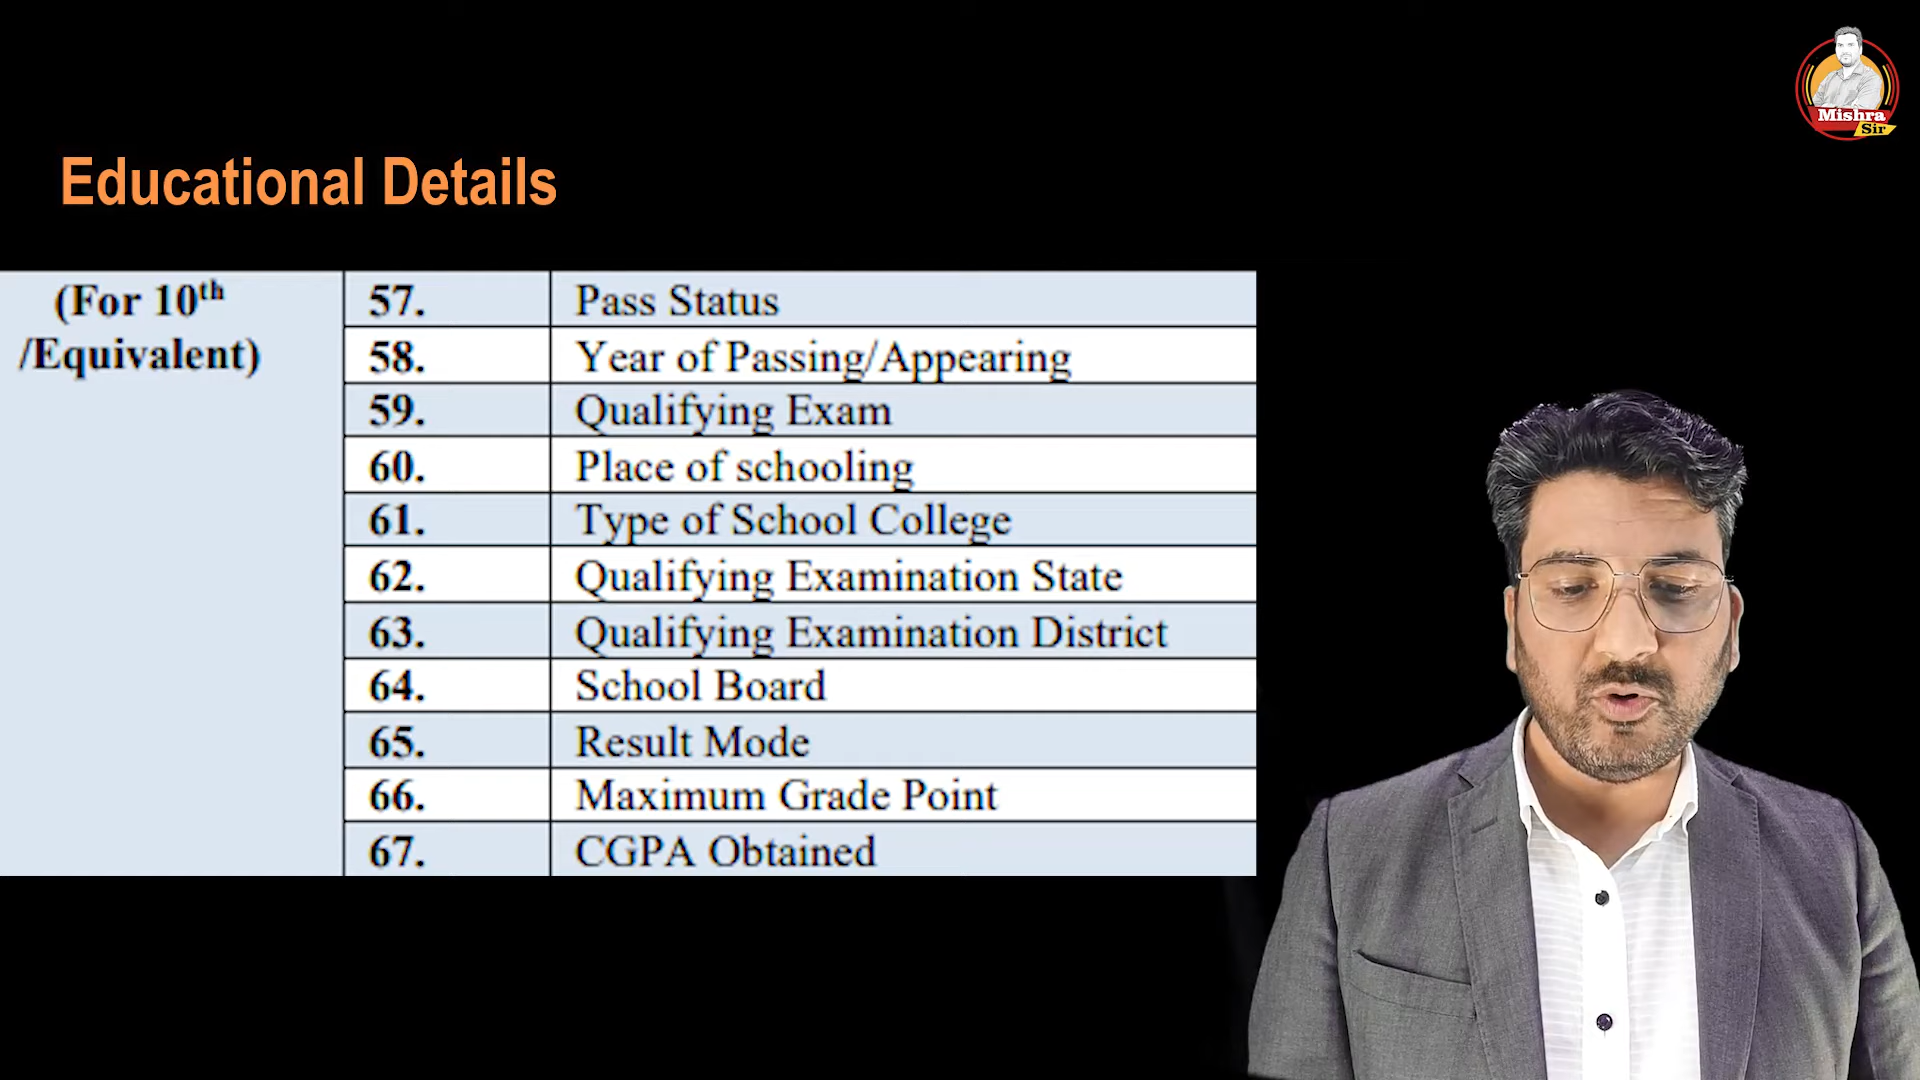 Mishra
Sir
Educational Details
(For 10th
/Equivalent)
57. Pass Status
58. Year of Passing/Appearing
59. Qualifying Exam
60. Place of schooling
61. Type of School College
62. Qualifying Examination State
63. Qualifying Examination District
64. School Board
65. Result Mode
66. Maximum Grade Point
67. CGPA Obtained